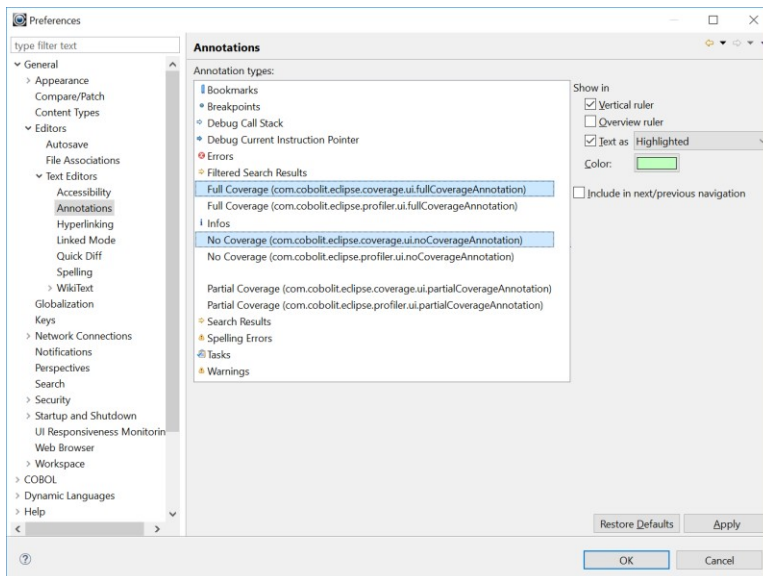 Preferences
type filter text
General
Appearance
Compare/Patch
Content Types
Editors
Autosave
File Associations
Text Editors
Accessibility
Annotations
Hyperlinking
Linked Mode
Quick Diff
Spelling
WikiText
Globalization
Keys
Network Connections
Notifications
Perspectives
Search
Security
Startup and Shutdown
UI Responsiveness Monitorin
Web Browser
Workspace
COBOL
Dynamic Languages
Help
Annotations
Annotation types:
Bookmarks
Breakpoints
Debug Call Stack
Debug Current Instruction Pointer
Errors
Filtered Search Results
Full Coverage (com.cobolit.eclipse.coverage.ui.fullCoverageAnnotation)
Full Coverage (com.cobolit.eclipse.profiler.ui.fullCoverageAnnotation)
Infos
No Coverage (com.cobolit.eclipse.coverage.ui.noCoverageAnnotation)
No Coverage (com.cobolit.eclipse.profiler.ui.noCoverageAnnotation)
Partial Coverage (com.cobolit.eclipse.coverage.ui.partialCoverageAnnotation)
Partial Coverage (com.cobolit.eclipse.profiler.ui.partialCoverageAnnotation)
Search Results
Spelling Errors
Tasks
Warnings
Show in
Vertical ruler
Overview ruler
Text as Highlighted
Color:
Include in next/previous navigation
Restore Defaults Apply
OK Cancel